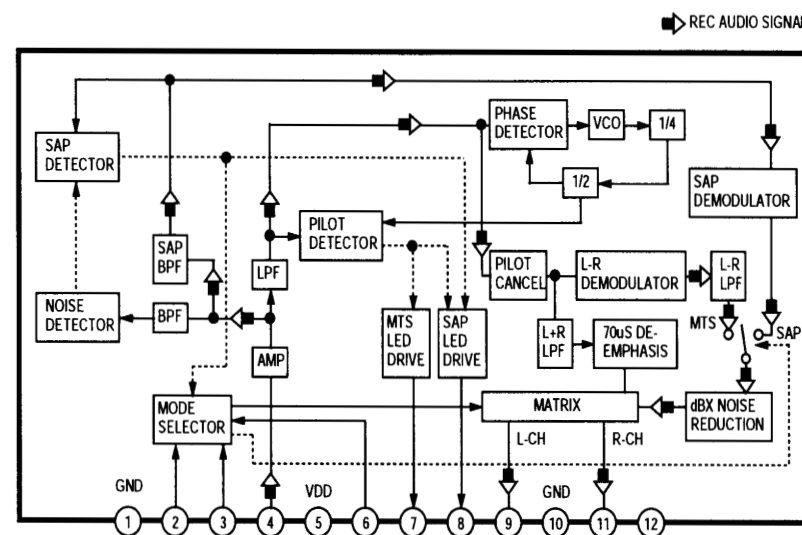 REC AUDIO SIGNA
PHASE
DETECTOR
VCO
1/4
SAP
DETECTOR
1/2
SAP
DEMODULATOR
PILOT
DETECTOR
SAP
BPF
LPF
PILOT
CANCEL
L-R
DEMODULATOR
L-R
LPF
NOISE
DETECTOR
BPF
MTS
LED
DRIVE
SAP
LED
DRIVE
L+R
LPF
70uS DE-
EMPHASIS
MTS
SAP
AMP
MODE
SELECTOR
MATRIX
dBX NOISE
REDUCTION
L-CH
R-CH
GND
VDD
GND
1 2 3 4 5 6 7 8 9 10 11 12